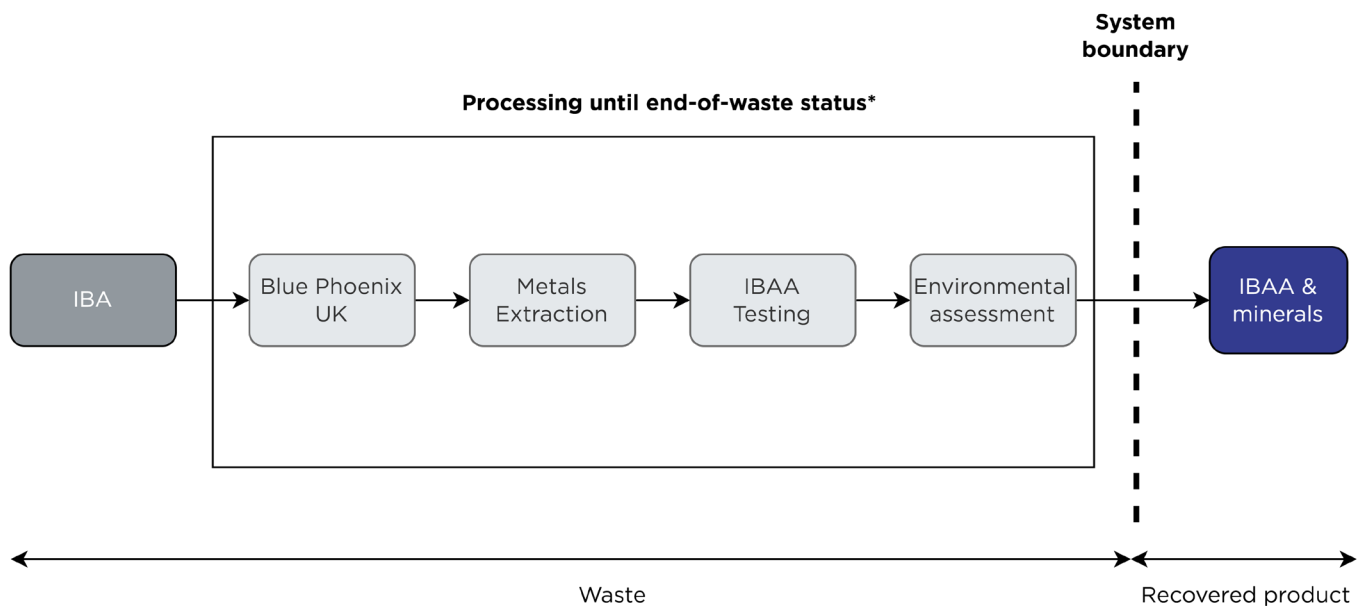 System
boundary
Processing until end-of-waste status*
IBA
Blue Phoenix
UK
Metals
Extraction
IBAA
Testing
Environmental
assessment
IBAA &
minerals
Waste
Recovered product